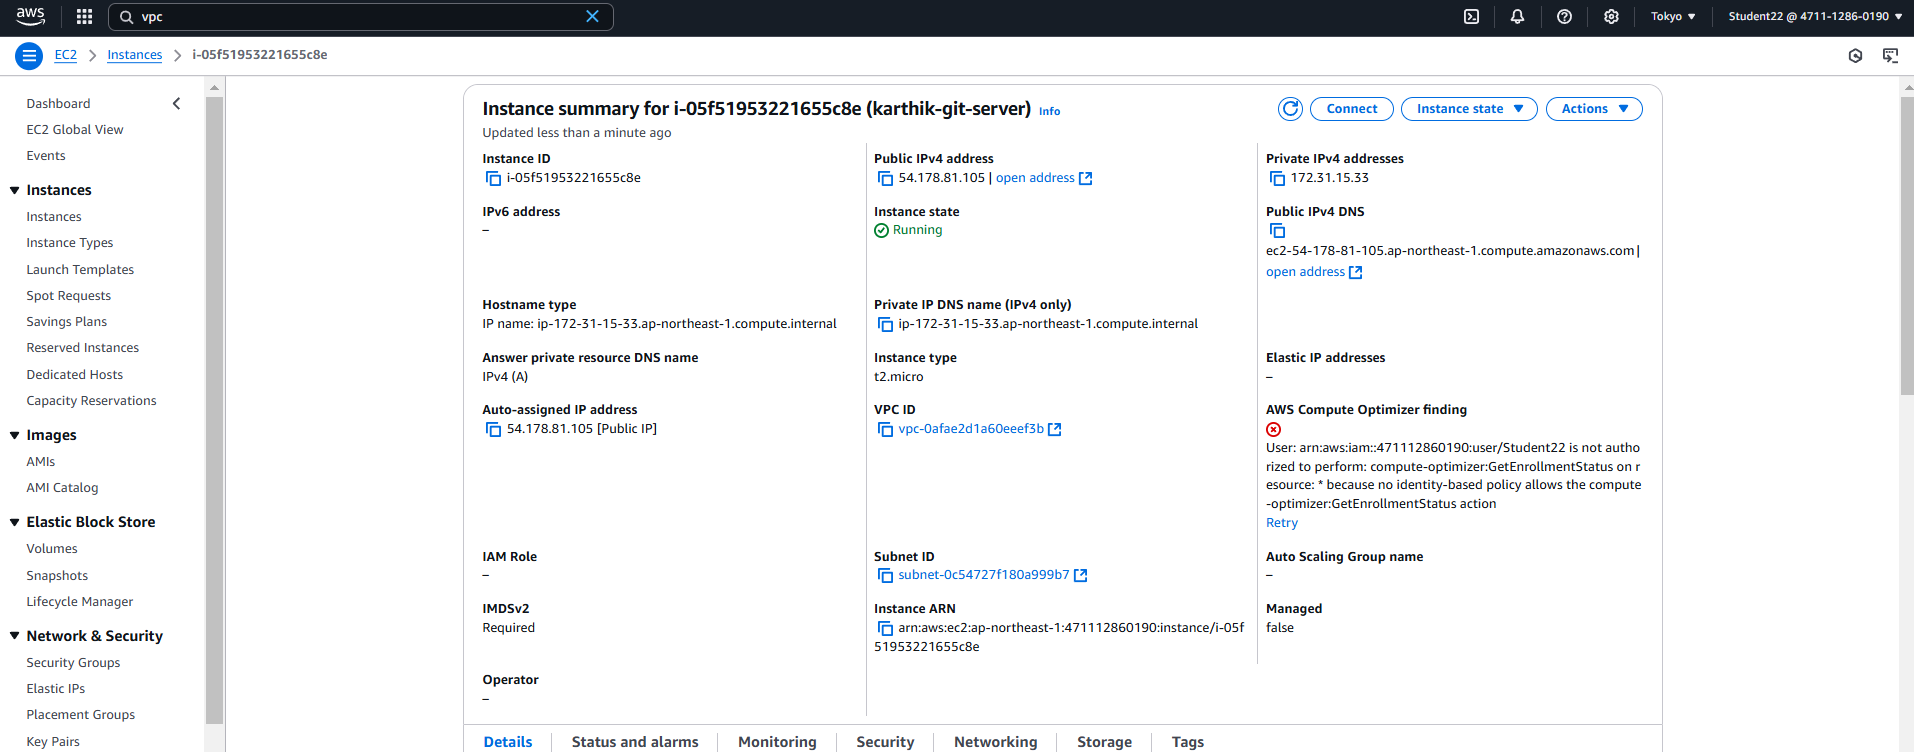 aws
vpc
Tokyo
Student22 @ 4711-1286-0190
EC2
Instances
i-05f51953221655c8e
Dashboard
EC2 Global View
Events
Instances
Instances
Instance Types
Launch Templates
Spot Requests
Savings Plans
Reserved Instances
Dedicated Hosts
Capacity Reservations
Images
AMIs
AMI Catalog
Elastic Block Store
Volumes
Snapshots
Lifecycle Manager
Network & Security
Security Groups
Elastic IPs
Placement Groups
Key Pairs
Instance summary for i-05f51953221655c8e (karthik-git-server) Info
Updated less than a minute ago
Connect
Instance state
Actions
Instance ID
i-05f51953221655c8e
Public IPv4 address
54.178.81.105 | open address
Private IPv4 addresses
172.31.15.33
IPv6 address
–
Instance state
Running
Public IPv4 DNS
ec2-54-178-81-105.ap-northeast-1.compute.amazonaws.com |
open address
Hostname type
IP name: ip-172-31-15-33.ap-northeast-1.compute.internal
Private IP DNS name (IPv4 only)
ip-172-31-15-33.ap-northeast-1.compute.internal
Answer private resource DNS name
IPv4 (A)
Instance type
t2.micro
Elastic IP addresses
–
Auto-assigned IP address
54.178.81.105 [Public IP]
VPC ID
vpc-0afae2d1a60eeef3b
AWS Compute Optimizer finding
User: arn:aws:iam::471112860190:user/Student22 is not autho
rized to perform: compute-optimizer:GetEnrollmentStatus on r
esource: * because no identity-based policy allows the compute
-optimizer:GetEnrollmentStatus action
Retry
IAM Role
–
Subnet ID
subnet-0c54727f180a999b7
Auto Scaling Group name
–
IMDSv2
Required
Instance ARN
arn:aws:ec2:ap-northeast-1:471112860190:instance/i-05f
51953221655c8e
Managed
false
Operator
–
Details
Status and alarms
Monitoring
Security
Networking
Storage
Tags